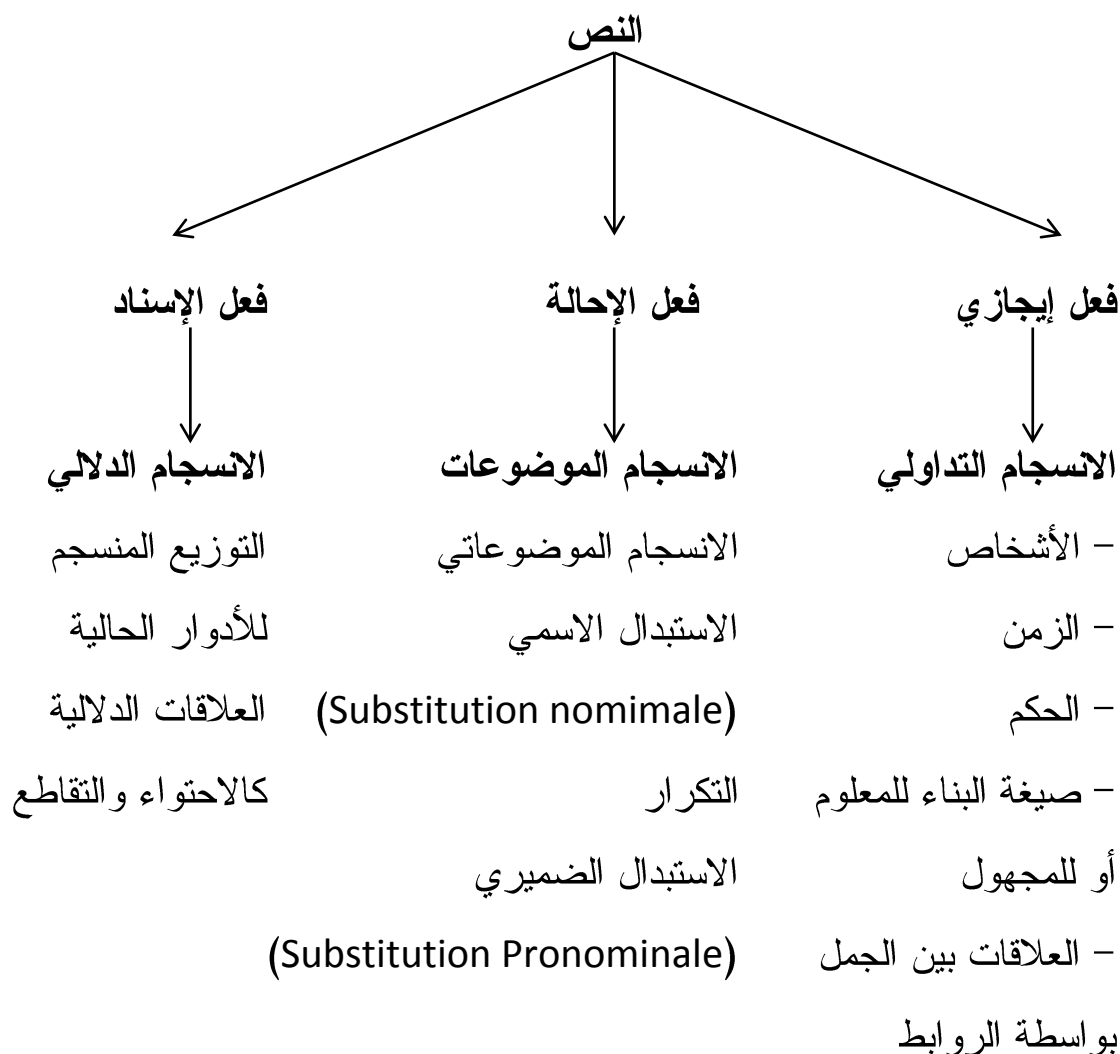 النص
فعل إيجازي
فعل الإحالة
فعل الإسناد
الانسجام التداولي
– الأشخاص
– الزمن
– الحكم
– صيغة البناء للمعلوم
أو للمجهول
– العلاقات بين الجمل
بواسطة الروابط
الانسجام الموضوعات
الانسجام الموضوعاتي
الاستبدال الاسمي
(Substitution nomimale)
التكرار
الاستبدال الضميري
(Substitution Pronominale)
الانسجام الدلالي
التوزيع المنسجم
للأدوار الحالية
العلاقات الدلالية
كالاحتواء والتقاطع